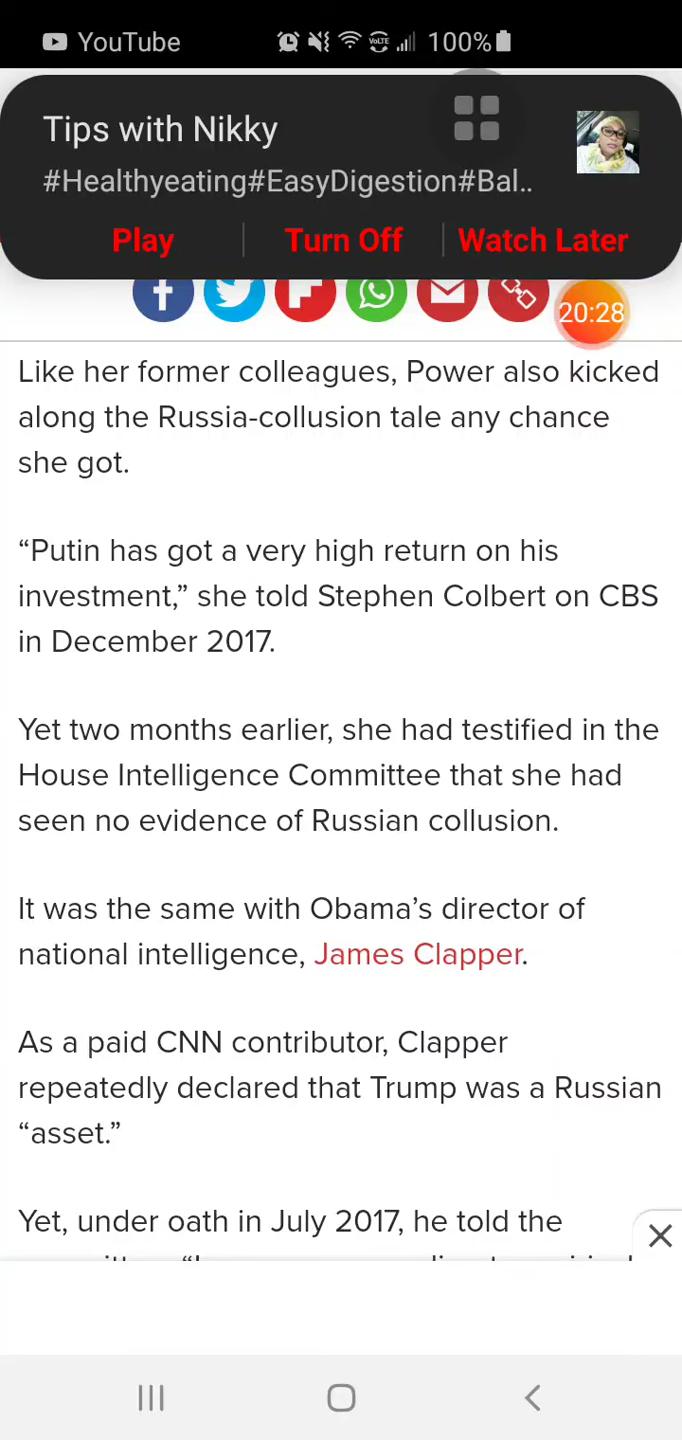 YouTube
VoLTE
100%
Tips with Nikky
#Healthyeating#EasyDigestion#Bal..
Play
Turn Off
Watch Later
20:28
Like her former colleagues, Power also kicked
along the Russia-collusion tale any chance
she got.
“Putin has got a very high return on his
investment,” she told Stephen Colbert on CBS
in December 2017.
Yet two months earlier, she had testified in the
House Intelligence Committee that she had
seen no evidence of Russian collusion.
It was the same with Obama’s director of
national intelligence, James Clapper.
As a paid CNN contributor, Clapper
repeatedly declared that Trump was a Russian
“asset.”
Yet, under oath in July 2017, he told the